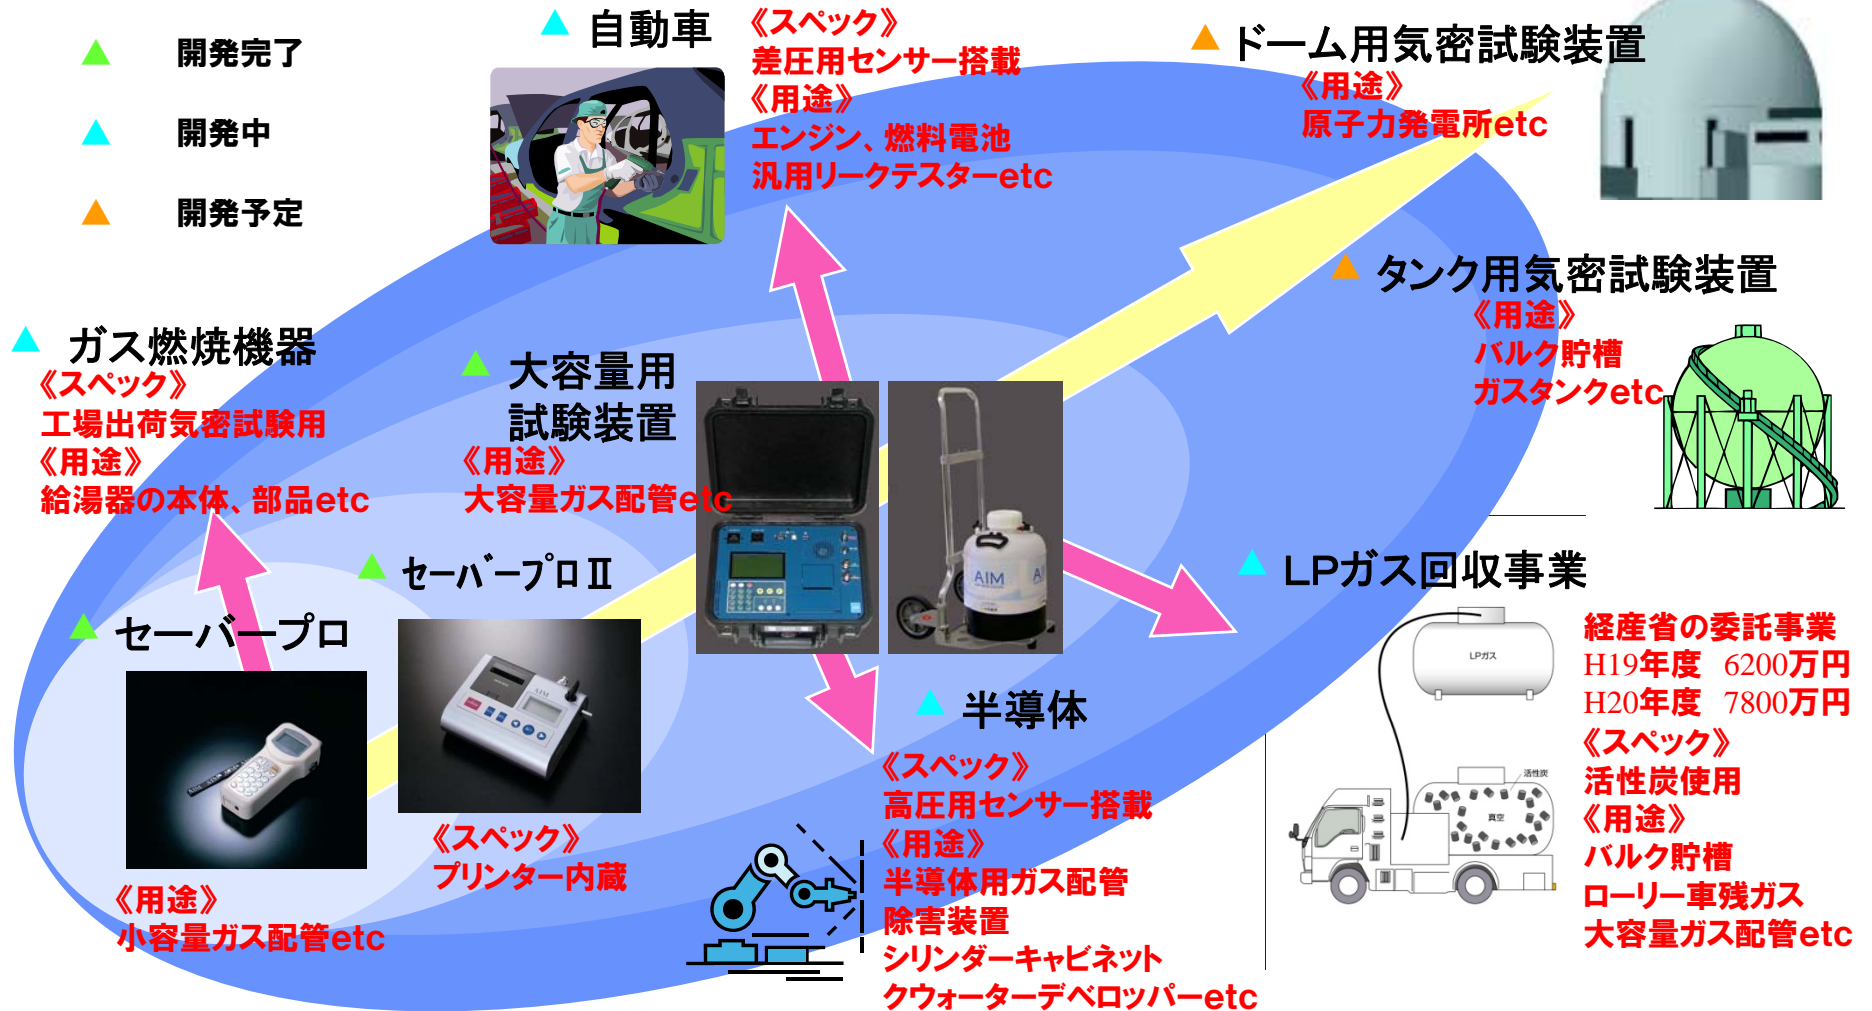 開発完了
開発中
開発予定
自動車
《スペック》
差圧用センサー搭載
《用途》
エンジン、燃料電池
汎用リークテスターetc
ドーム用気密試験装置
《用途》
原子力発電所etc
タンク用気密試験装置
《用途》
バルク貯槽
ガスタンクetc
ガス燃焼機器
《スペック》
工場出荷気密試験用
《用途》
給湯器の本体、部品etc
大容量用
試験装置
《用途》
大容量ガス配管etc
AIM
セーバープロⅡ
AIM
《スペック》
プリンター内蔵
セーバープロ
《用途》
小容量ガス配管etc
半導体
《スペック》
高圧用センサー搭載
《用途》
半導体用ガス配管
除害装置
シリンダーキャビネット
クウォーターデベロッパーetc
LPガス回収事業
LPガス
活性炭
真空
経産省の委託事業
H19年度 6200万円
H20年度 7800万円
《スペック》
活性炭使用
《用途》
バルク貯槽
ローリー車残ガス
大容量ガス配管etc